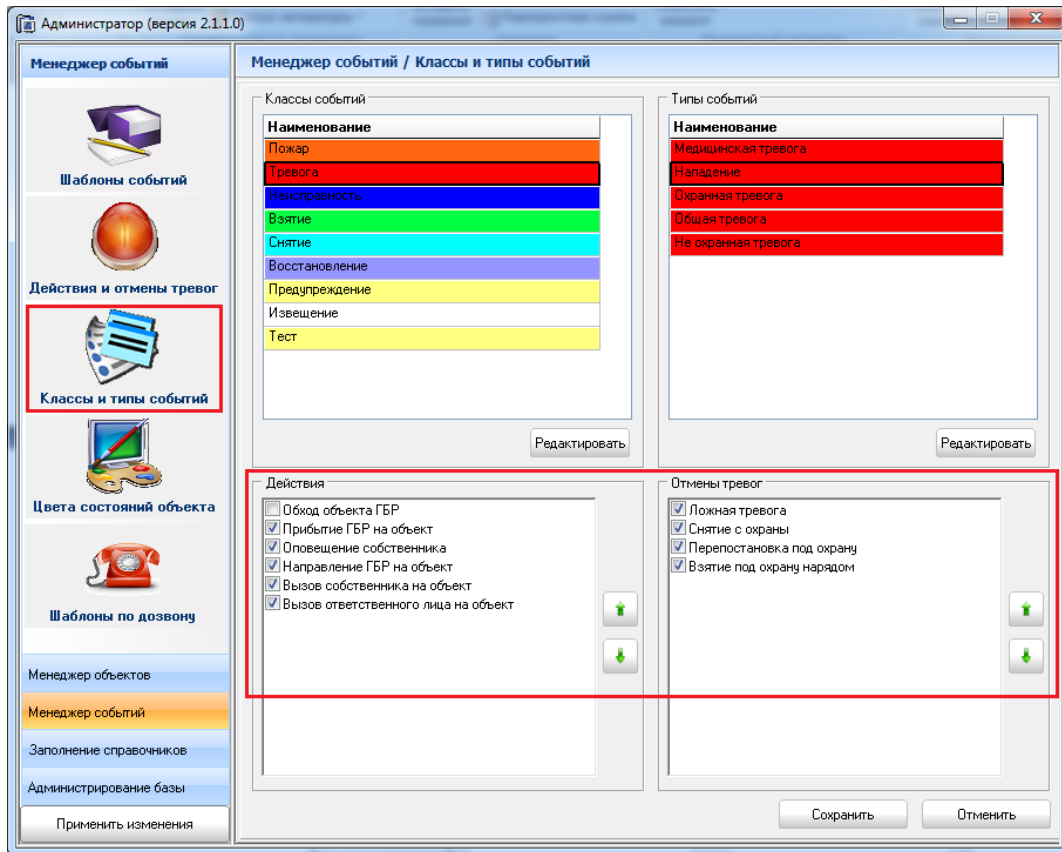 Администратор (версия 2.1.1.0)
Менеджер событий
Шаблоны событий
Действия и отмены тревог
Классы и типы событий
Цвета состояний объекта
Шаблоны по дозвону
Менеджер объектов
Менеджер событий
Заполнение справочников
Администрирование базы
Применить изменения
Менеджер событий / Классы и типы событий
Классы событий
Наименование
Пожар
Тревога
Неисправность
Взятие
Снятие
Восстановление
Предупреждение
Извещение
Тест
Редактировать
Типы событий
Наименование
Медицинская тревога
Нападение
Охранная тревога
Общая тревога
Не охранная тревога
Редактировать
Действия
Обход объекта ГБР
Прибытие ГБР на объект
Оповещение собственника
Направление ГБР на объект
Вызов собственника на объект
Вызов ответственного лица на объект
Отмены тревог
Ложная тревога
Снятие с охраны
Перепостановка под охрану
Взятие под охрану нарядом
Сохранить
Отменить